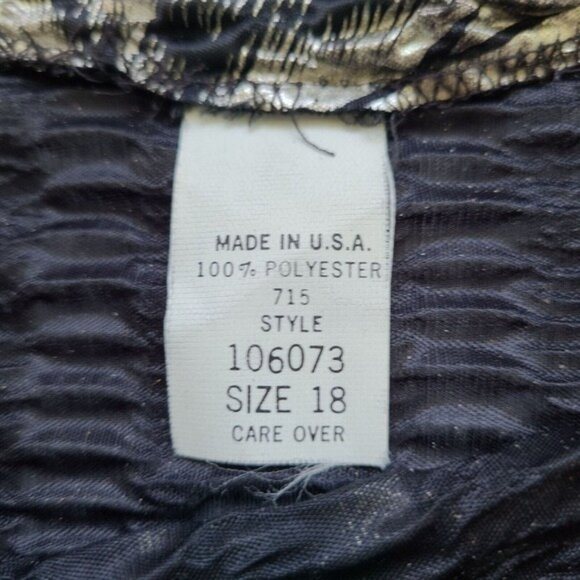 MADE IN U.S.A.
100% POLYESTER
715
STYLE
106073
SIZE 18
CARE OVER